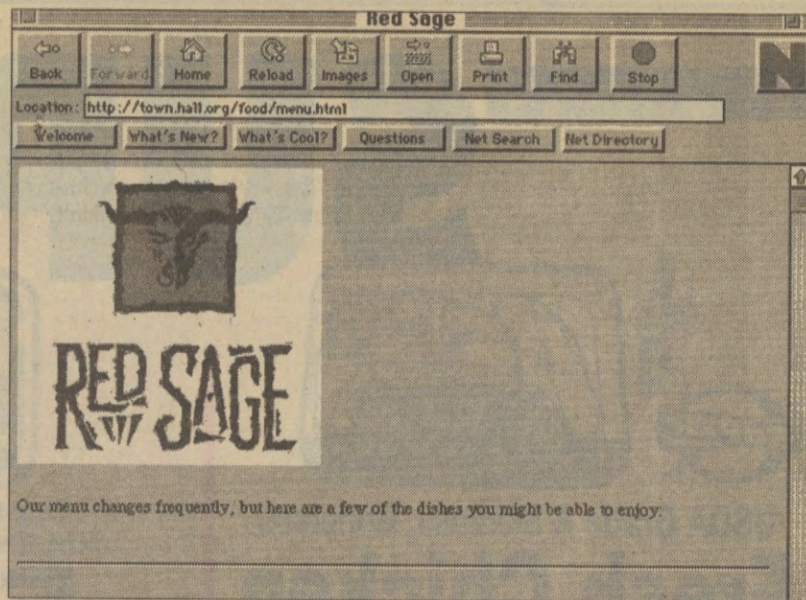 Red Sage
Back Forward Home Reload Images Open Print Find Stop N
Location: http://town.hall.org/food/menu.html
Welcome What's New? What's Cool? Questions Net Search Net Directory
RED SAGE
Our menu changes frequently, but here are a few of the dishes you might be able to enjoy: